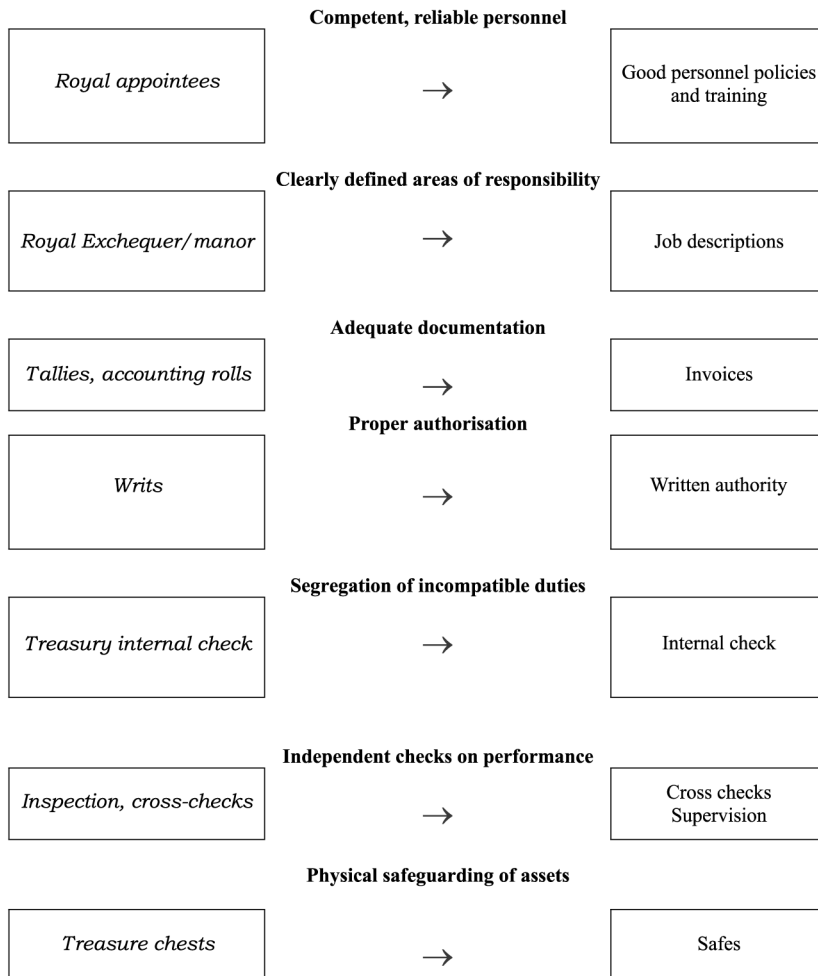 Competent, reliable personnel
Royal appointees
→
Good personnel policies
and training
Clearly defined areas of responsibility
Royal Exchequer/manor
→
Job descriptions
Adequate documentation
Tallies, accounting rolls
→
Invoices
Proper authorisation
Writs
→
Written authority
Segregation of incompatible duties
Treasury internal check
→
Internal check
Independent checks on performance
Inspection, cross-checks
→
Cross checks
Supervision
Physical safeguarding of assets
Treasure chests
→
Safes